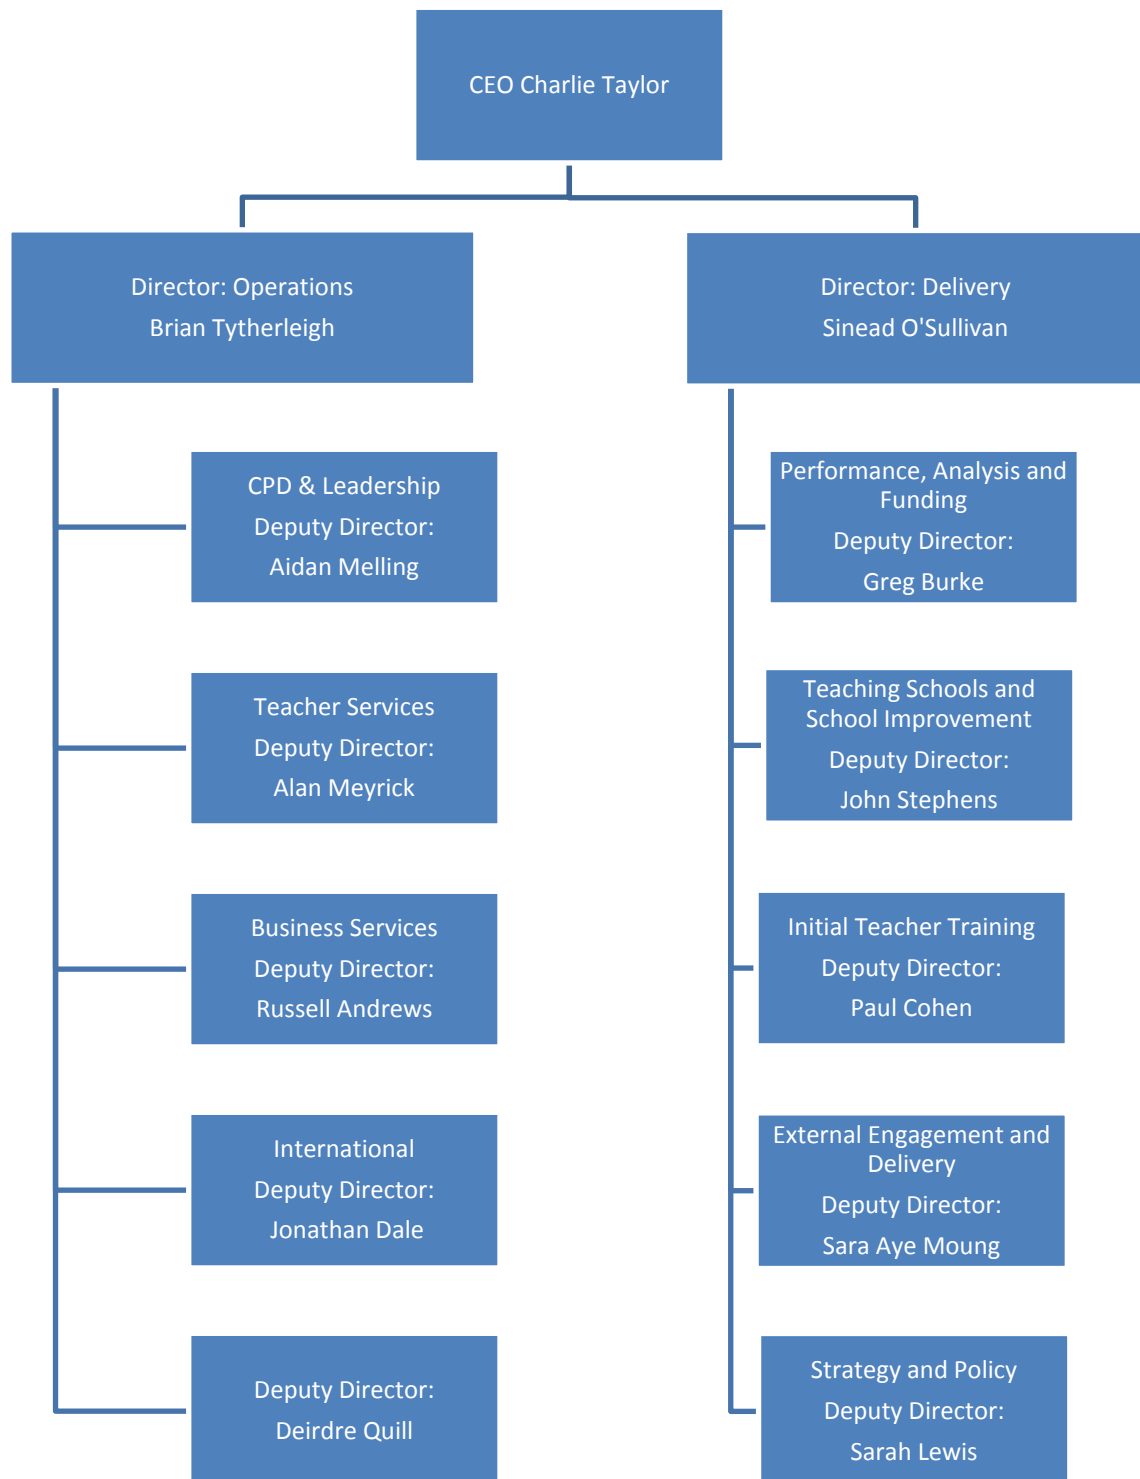 CEO Charlie Taylor
Director: Operations
Brian Tytherleigh
Director: Delivery
Sinead O'Sullivan
CPD & Leadership
Deputy Director:
Aidan Melling
Teacher Services
Deputy Director:
Alan Meyrick
Business Services
Deputy Director:
Russell Andrews
International
Deputy Director:
Jonathan Dale
Deputy Director:
Deirdre Quill
Performance, Analysis and
Funding
Deputy Director:
Greg Burke
Teaching Schools and
School Improvement
Deputy Director:
John Stephens
Initial Teacher Training
Deputy Director:
Paul Cohen
External Engagement and
Delivery
Deputy Director:
Sara Aye Moung
Strategy and Policy
Deputy Director:
Sarah Lewis